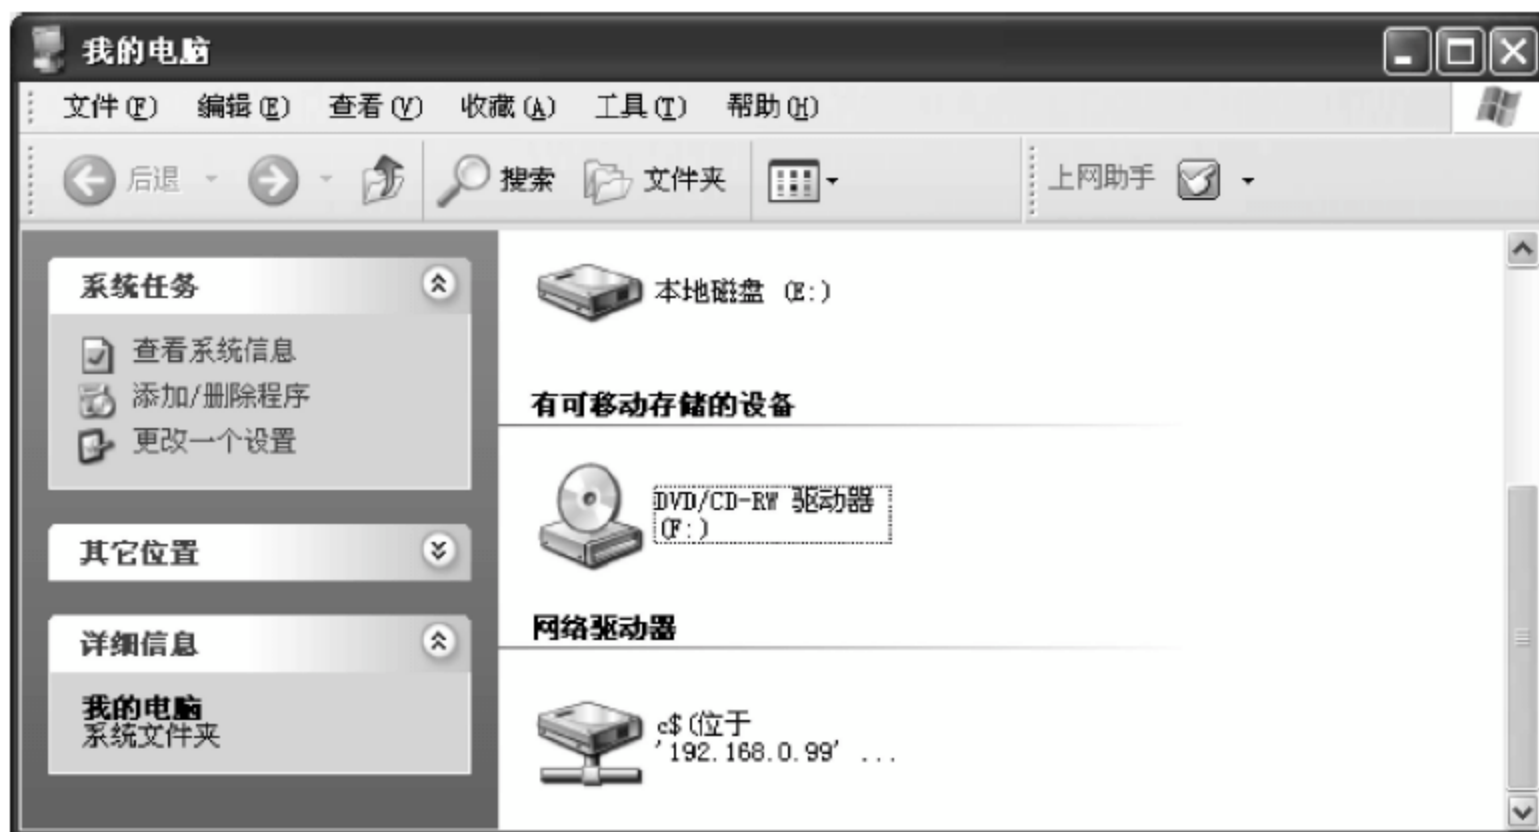 我的电脑
文件(F) 编辑(E) 查看(V) 收藏(A) 工具(T) 帮助(H)
后退 搜索 文件夹 上网助手
系统任务
查看系统信息
添加/删除程序
更改一个设置
其它位置
详细信息
我的电脑
系统文件夹
本地磁盘 (E:)
有可移动存储的设备
DVD/CD-RW 驱动器
(F:)
网络驱动器
c$(位于
'192.168.0.99' ...